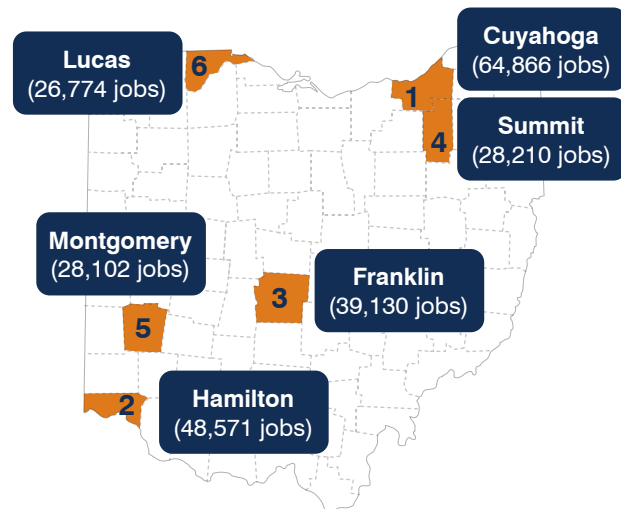 Cuyahoga
(64,866 jobs)
Lucas
(26,774 jobs)
6
1
Summit
(28,210 jobs)
4
Montgomery
(28,102 jobs)
Franklin
(39,130 jobs)
3
5
Hamilton
(48,571 jobs)
2